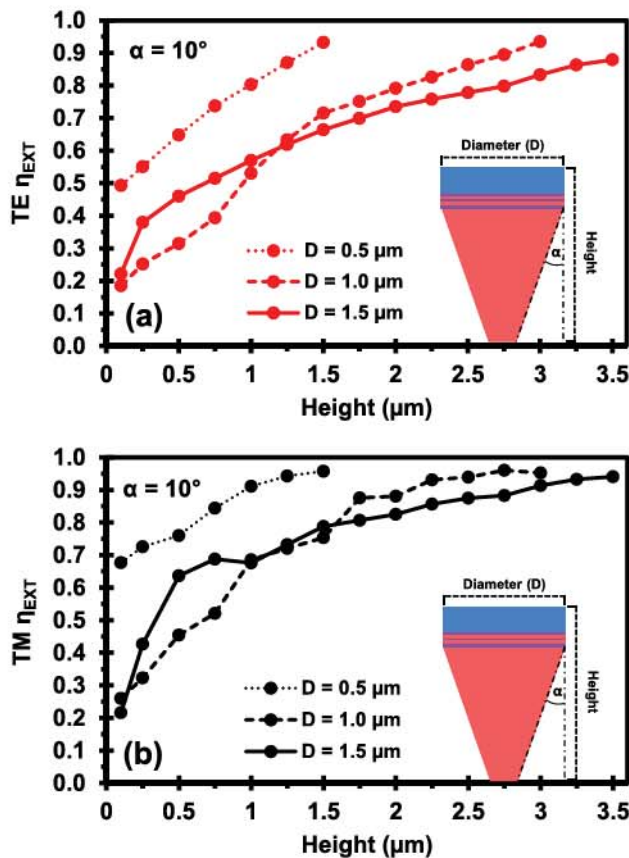 1.0
0.9
0.8
0.7
0.6
0.5
0.4
0.3
0.2
0.1
0.0
TE ηEXT
α = 10°
D = 0.5 μm
D = 1.0 μm
D = 1.5 μm
(a)
Diameter (D)
α
Height
0 0.5 1 1.5 2 2.5 3 3.5
Height (μm)
1.0
0.9
0.8
0.7
0.6
0.5
0.4
0.3
0.2
0.1
0.0
TM ηEXT
α = 10°
D = 0.5 μm
D = 1.0 μm
D = 1.5 μm
(b)
Diameter (D)
α
Height
0 0.5 1 1.5 2 2.5 3 3.5
Height (μm)